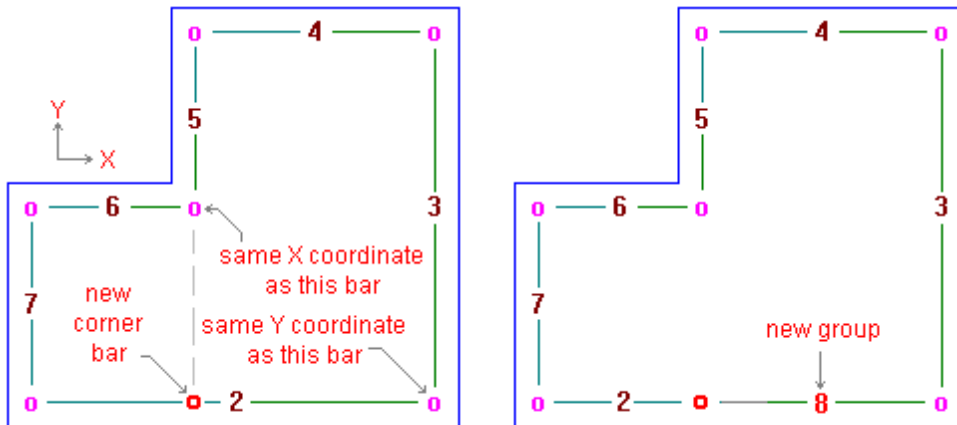 o 4 o
Y
5
X
o 6 o
3
same X coordinate
as this bar
7
new
corner
bar
same Y coordinate
as this bar
o o 2 o
o 4 o
5
o 6 o
3
7
new group
o 2 o 8 o